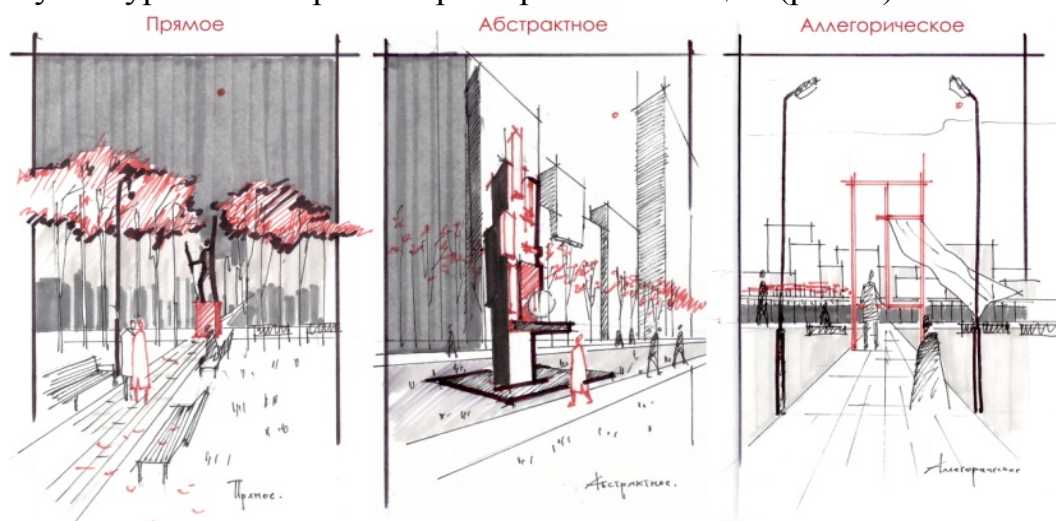 Прямое
Абстрактное
Аллегорическое
Прямое.
Абстрактное.
Аллегорическое